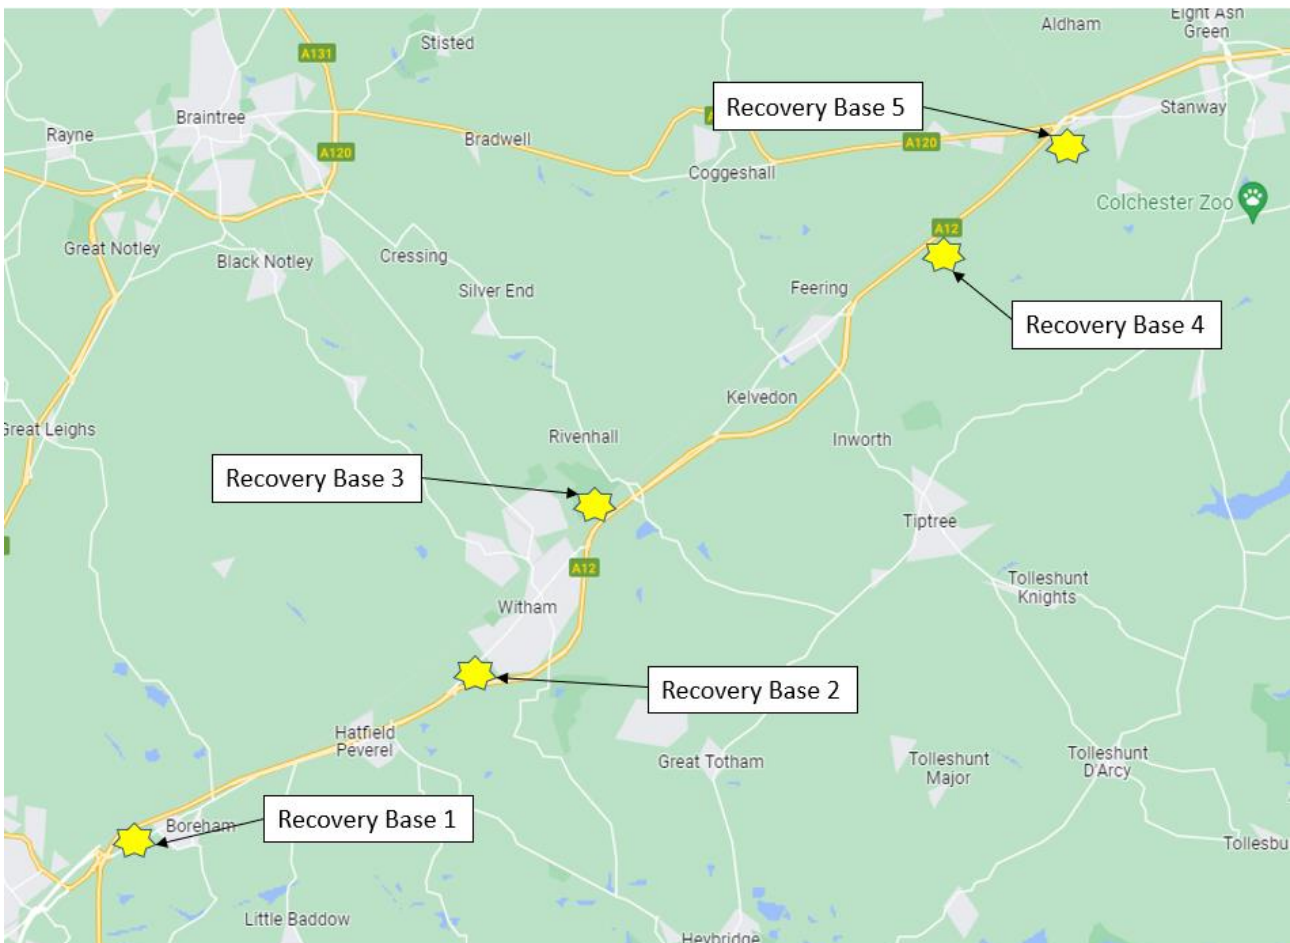 Aldham
Eight Ash
Green
A131
Stisted
Recovery Base 5
Stanway
Braintree
Rayne
Bradwell
A120
A120
Coggeshall
Colchester Zoo
A12
Great Notley
Black Notley
Cressing
Silver End
Feering
Recovery Base 4
Kelvedon
Great Leighs
Rivenhall
Inworth
Recovery Base 3
Tiptree
A12
Tolleshunt
Knights
Witham
Recovery Base 2
Hatfield
Peverel
Great Totham
Tolleshunt
Major
Tolleshunt
D'Arcy
Recovery Base 1
Boreham
Little Baddow
Heybridge